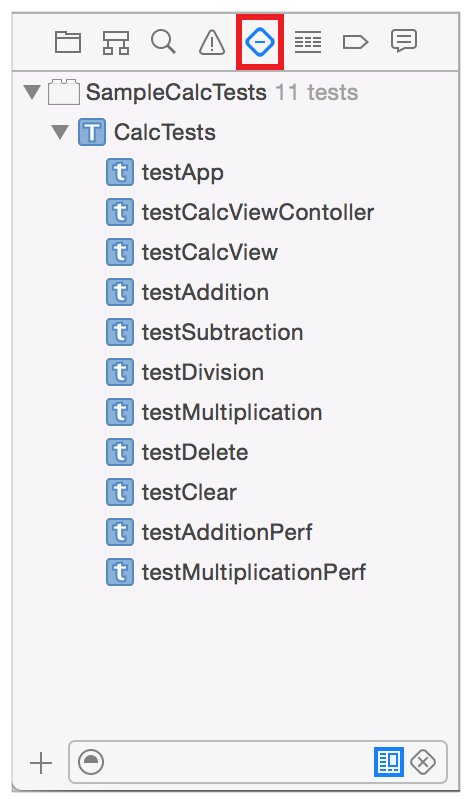 SampleCalcTests 11 tests
CalcTests
testApp
testCalcViewContoller
testCalcView
testAddition
testSubtraction
testDivision
testMultiplication
testDelete
testClear
testAdditionPerf
testMultiplicationPerf